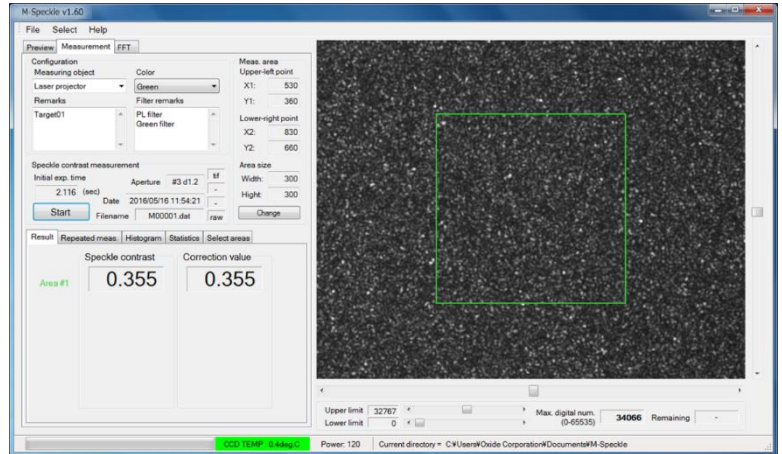 M-Speckle v1.60
File Select Help
Preview Measurement FFT
Configuration
Measuring object
Laser projector
Color
Green
Remarks
Target01
Filter remarks
PL filter
Green filter
Meas. area
Upper-left point
X1: 530
Y1: 360
Lower-right point
X2: 830
Y2: 660
Area size
Width: 300
Hight: 300
Change
Speckle contrast measurement
Initial exp. time
2.116 (sec)
Aperture #3 d1.2
tif
-
Date 2016/05/16 11:54:21
-
Start
Filename M00001.dat
raw
Result Repeated meas. Histogram Statistics Select areas
Speckle contrast Correction value
Area #1 0.355 0.355
Upper limit 32767
Lower limit 0
Max. digital num.
(0-65535)
34066
Remaining -
CCD TEMP 0.4deg.C
Power: 120
Current directory = C:¥Users¥Oxide Corporation¥Documents¥M-Speckle